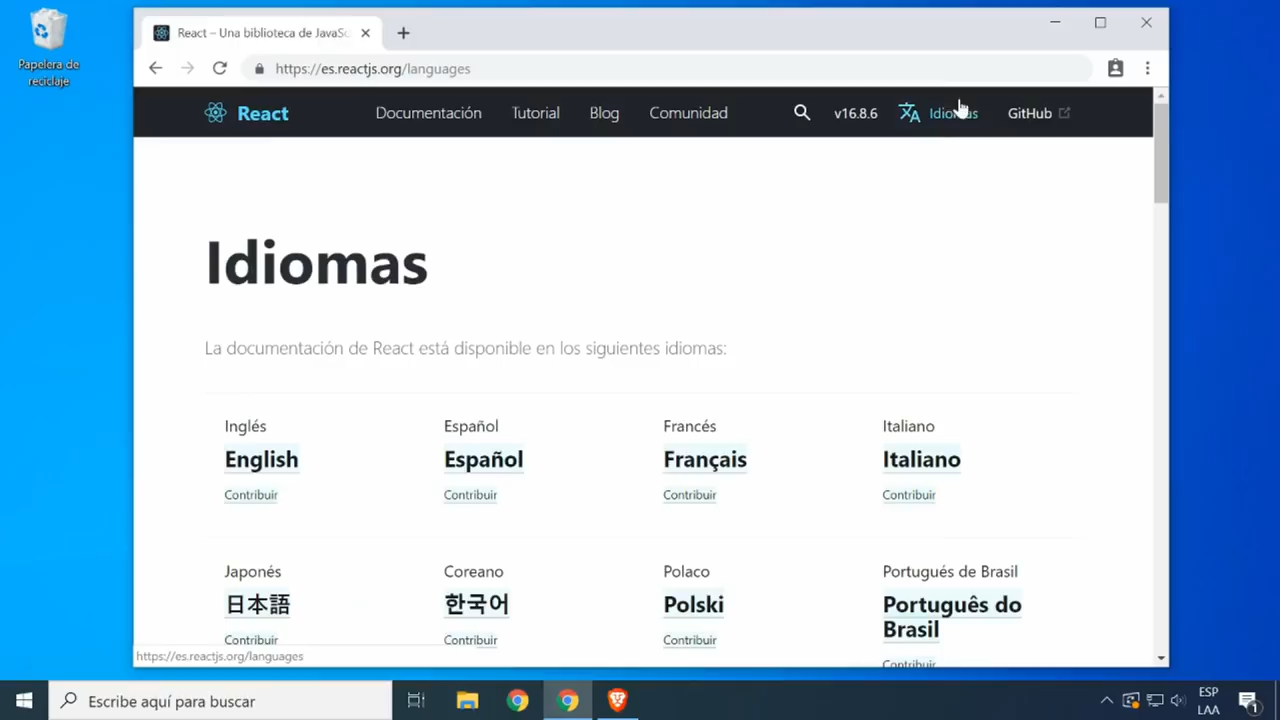 Papelera de
reciclaje
React – Una biblioteca de JavaSc
https://es.reactjs.org/languages
React
Documentación
Tutorial
Blog
Comunidad
v16.8.6
Idiomas
GitHub
Idiomas
La documentación de React está disponible en los siguientes idiomas:
Inglés
Español
Francés
Italiano
English
Español
Français
Italiano
Contribuir
Contribuir
Contribuir
Contribuir
Japonés
Coreano
Polaco
Portugués de Brasil
日本語
한국어
Polski
Português do
Brasil
Contribuir
Contribuir
Contribuir
Contribuir
https://es.reactjs.org/languages
Escribe aquí para buscar
ESP
LAA
1